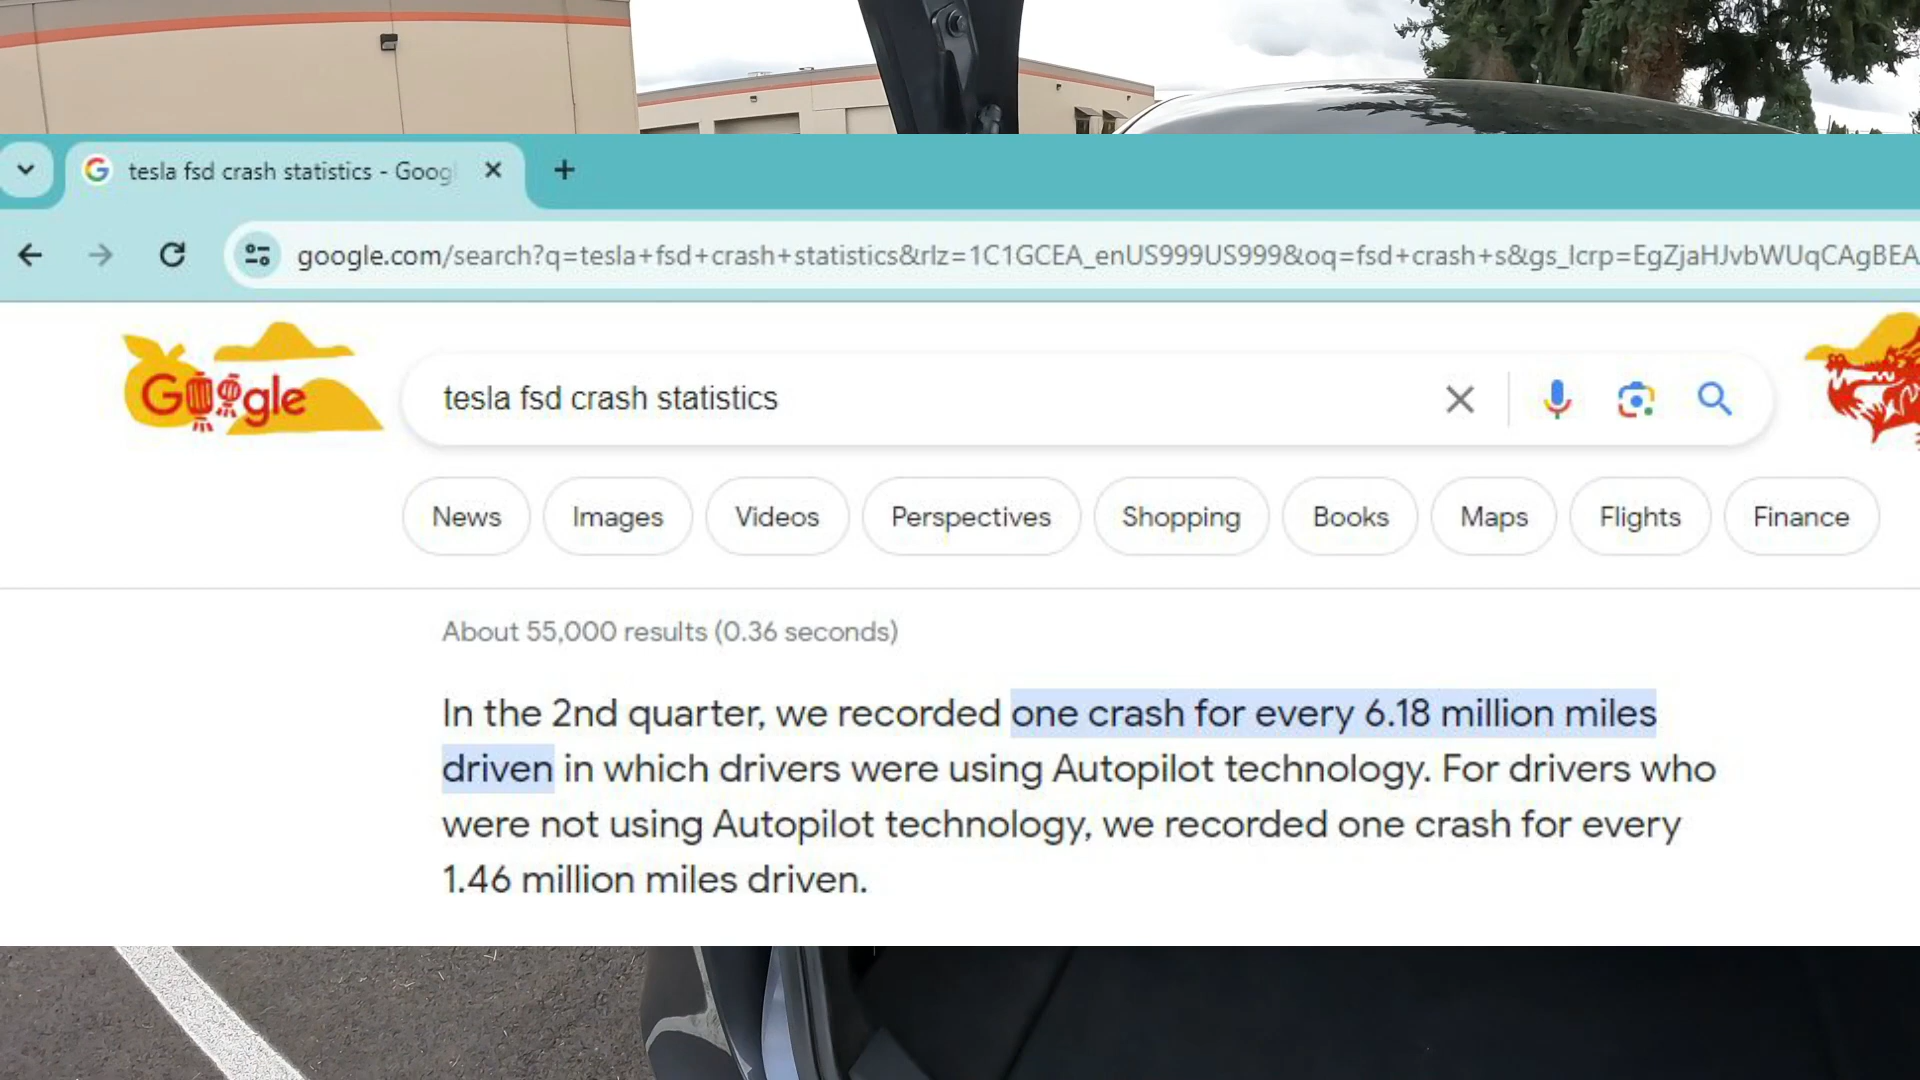 tesla fsd crash statistics - Goog
google.com/search?q=tesla+fsd+crash+statistics&rlz=1C1GCEA_enUS999US999&oq=fsd+crash+s&gs_lcrp=EgZjaHJvbWUqCAgBEA
Google
tesla fsd crash statistics
News Images Videos Perspectives Shopping Books Maps Flights Finance
About 55,000 results (0.36 seconds)
In the 2nd quarter, we recorded one crash for every 6.18 million miles
driven in which drivers were using Autopilot technology. For drivers who
were not using Autopilot technology, we recorded one crash for every
1.46 million miles driven.